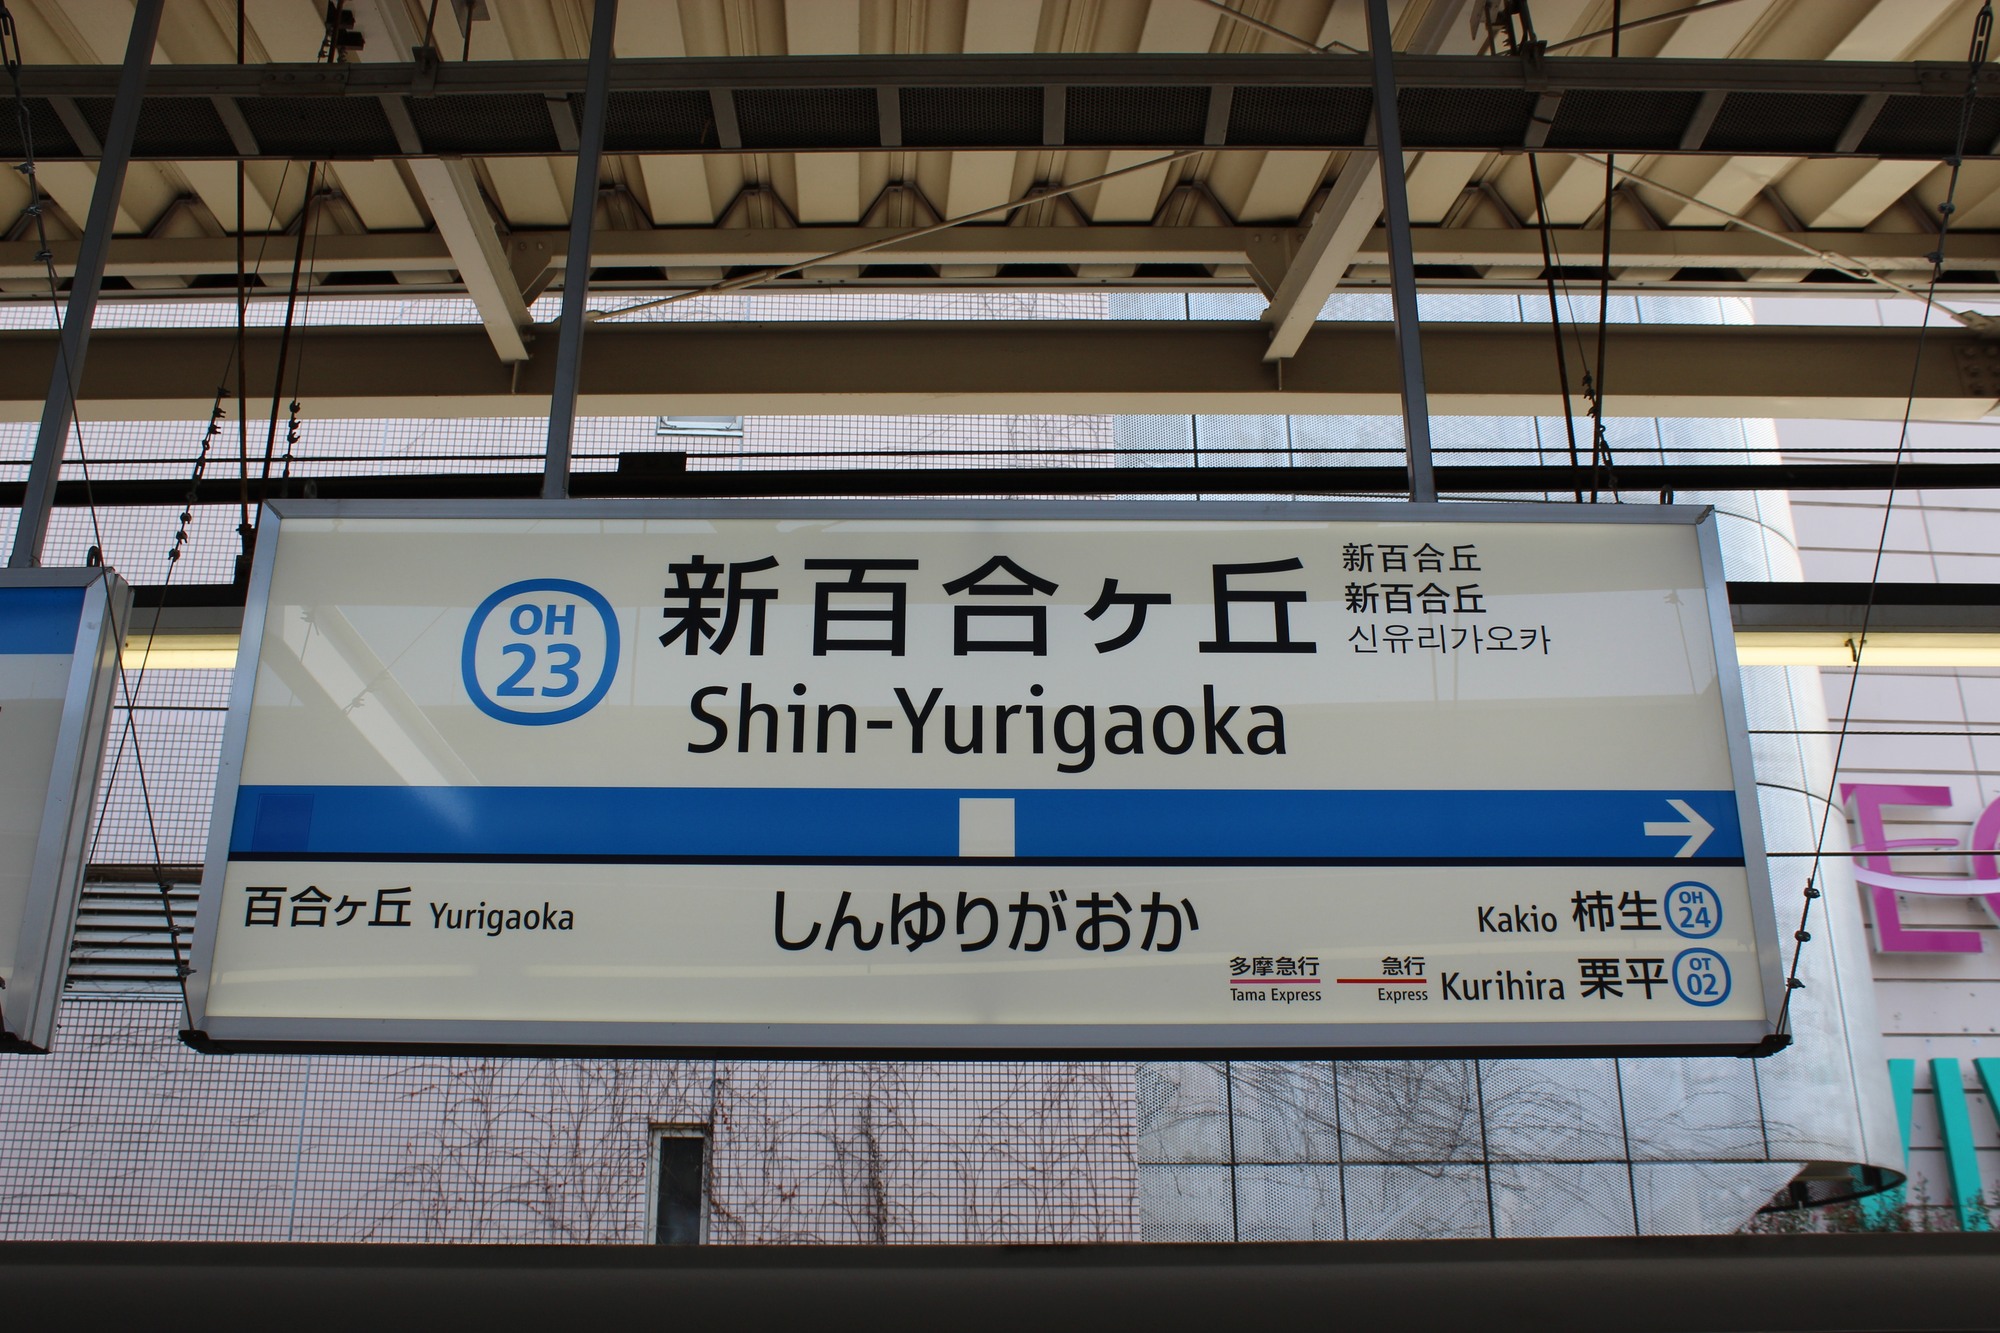 OH
23
新百合ヶ丘
Shin-Yurigaoka
新百合丘
新百合丘
신유리가오카
百合ヶ丘 Yurigaoka
しんゆりがおか
Kakio 柿生 OH 24
多摩急行 急行
Tama Express Express
Kurihira 栗平 OT 02